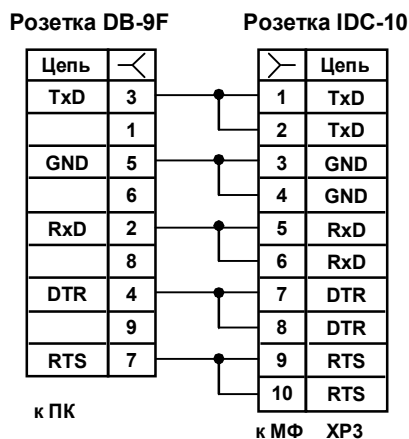 Розетка DB-9F Розетка IDC-10
Цепь Цепь
TxD 3 1 TxD
1 2 TxD
GND 5 3 GND
6 4 GND
RxD 2 5 RxD
8 6 RxD
DTR 4 7 DTR
9 8 DTR
RTS 7 9 RTS
10 RTS
к ПК
к МФ ХР3